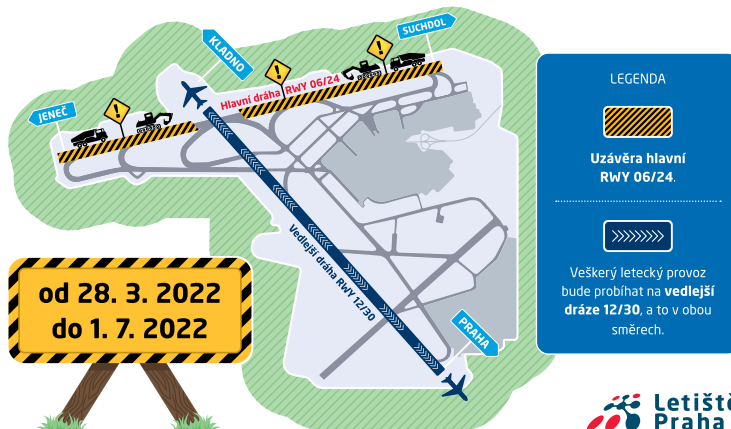 SUCHDOL
KLADNO
Hlavní dráha RWY 06/24
JENEČ
Vedlejší dráha RWY 12/30
PRAHA
od 28. 3. 2022
do 1. 7. 2022
LEGENDA
Uzávěra hlavní
RWY 06/24.
Veškerý letecký provoz
bude probíhat na vedlejší
dráze 12/30, a to v obou
směrech.
Letiště
Praha